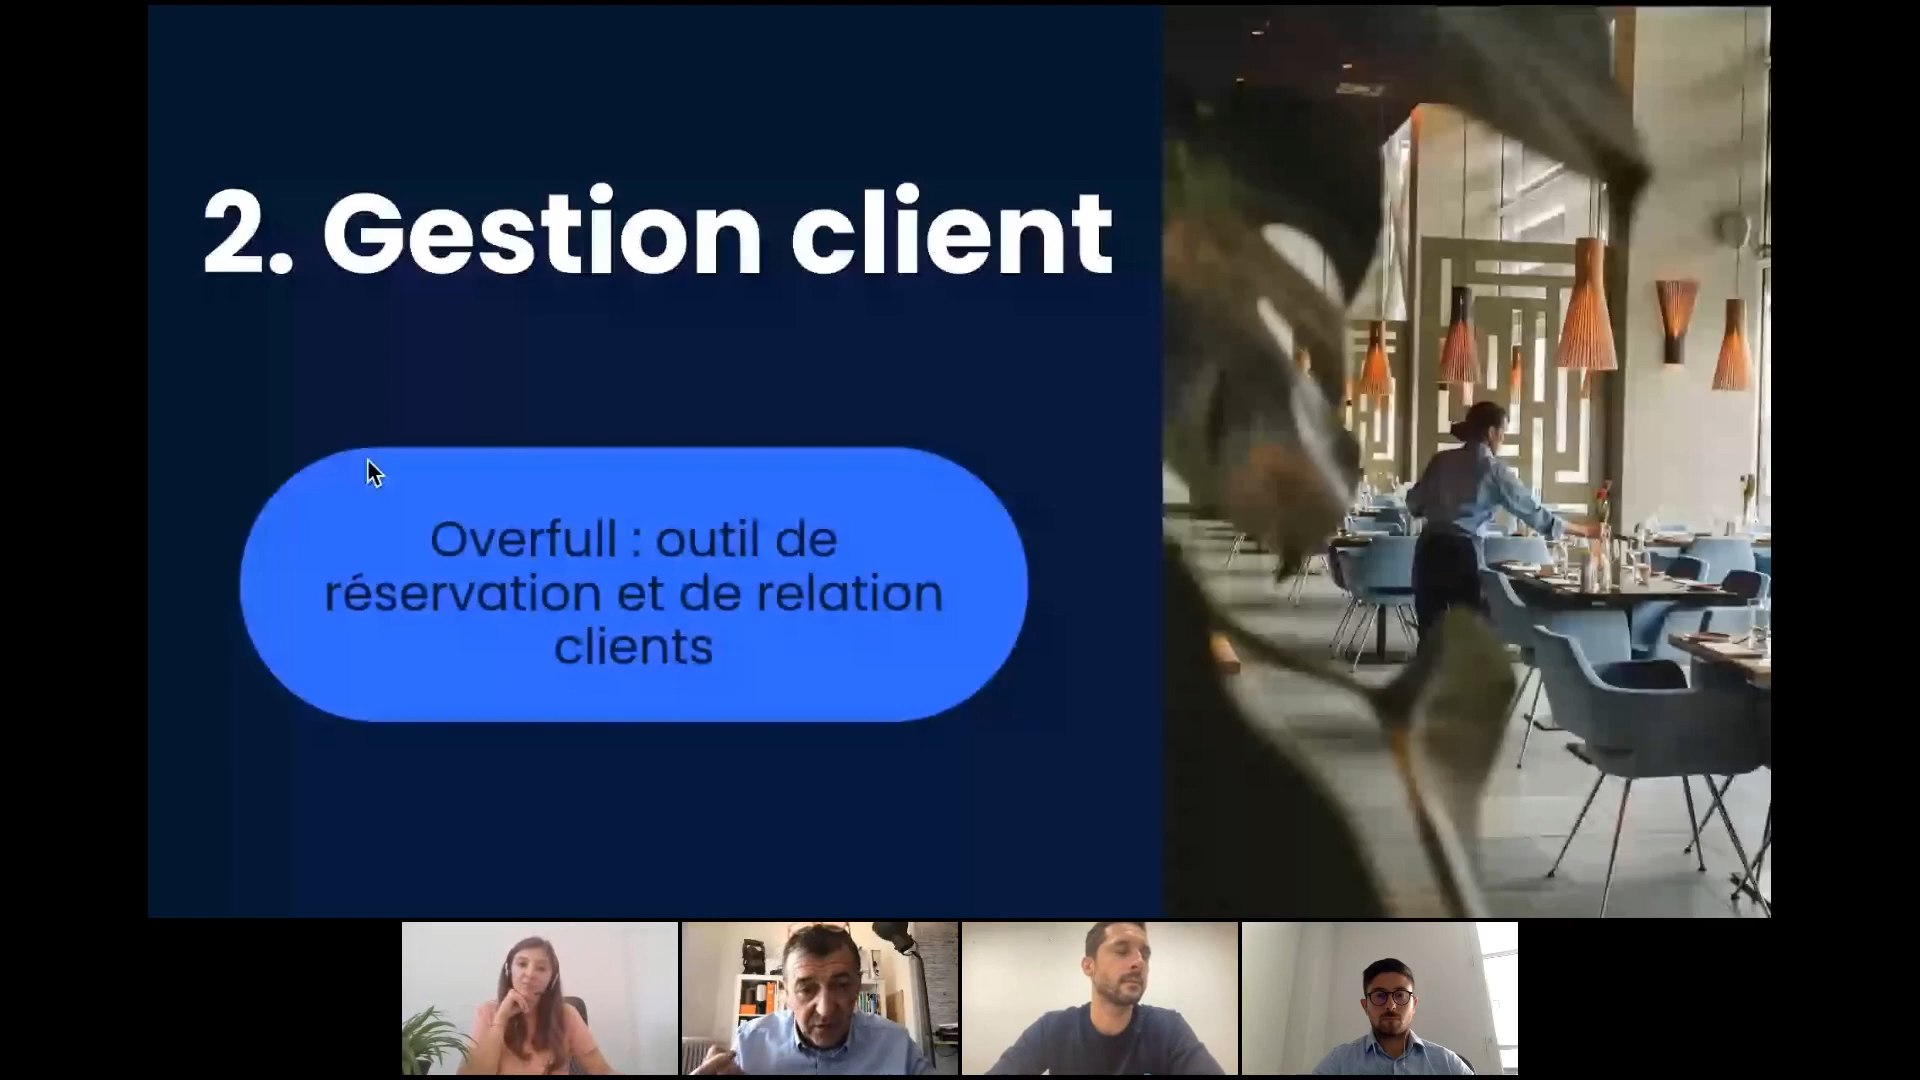 2. Gestion client
Overfull : outil de
réservation et de relation
clients